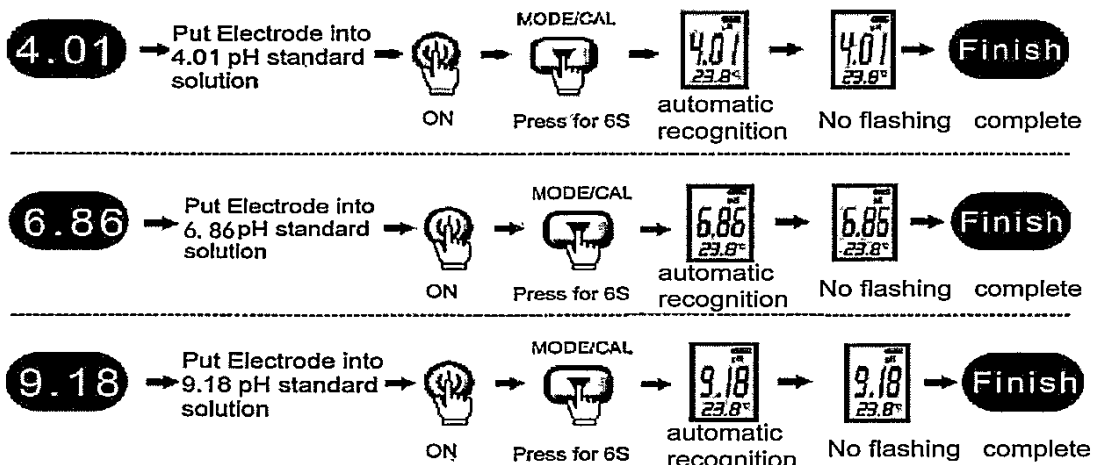 4.01
Put Electrode into
4.01 pH standard
solution
ON
MODE/CAL
Press for 6S
4.01
23.8°
automatic
recognition
4.01
23.8°
No flashing
Finish
complete
6.86
Put Electrode into
6. 86 pH standard
solution
ON
MODE/CAL
Press for 6S
6.86
23.8°
automatic
recognition
6.86
23.8°
No flashing
Finish
complete
9.18
Put Electrode into
9.18 pH standard
solution
ON
MODE/CAL
Press for 6S
9.18
23.8°
automatic
recognition
9.18
23.8°
No flashing
Finish
complete